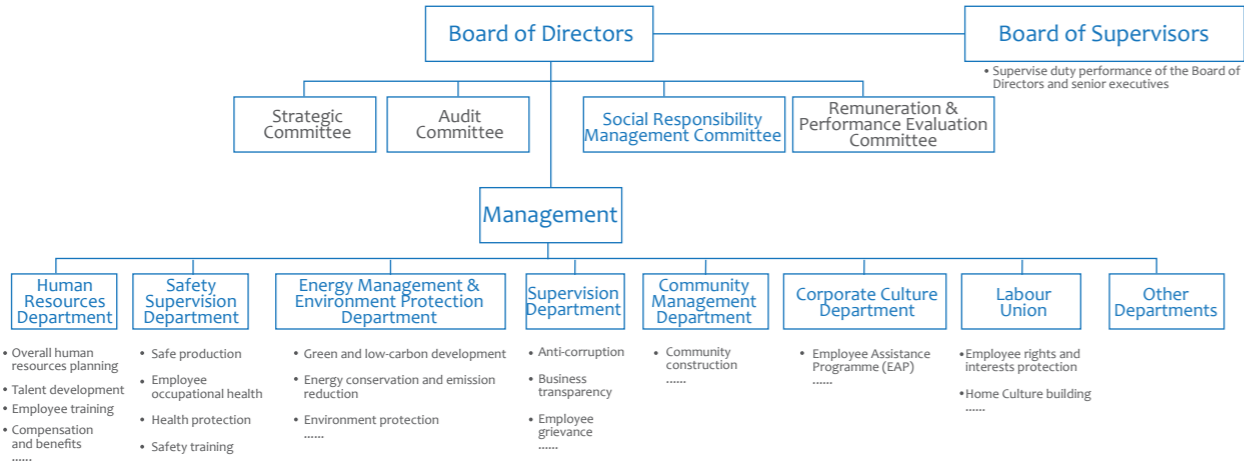 Board of Directors
Board of Supervisors
• Supervise duty performance of the Board of
Directors and senior executives
Strategic
Committee
Audit
Committee
Social Responsibility
Management Committee
Remuneration &
Performance Evaluation
Committee
Management
Human
Resources
Department
Safety
Supervision
Department
Energy Management &
Environment Protection
Department
Supervision
Department
Community
Management
Department
Corporate Culture
Department
Labour
Union
Other
Departments
• Overall human
resources planning
• Talent development
• Employee training
• Compensation
and benefits
......
• Safe production
• Employee
occupational health
• Health protection
• Safety training
• Green and low-carbon development
• Energy conservation and emission
reduction
• Environment protection
......
• Anti-corruption
• Business
transparency
• Employee
grievance
......
• Community
construction
......
• Employee Assistance
Programme (EAP)
......
• Employee rights and
interests protection
• Home Culture building
......